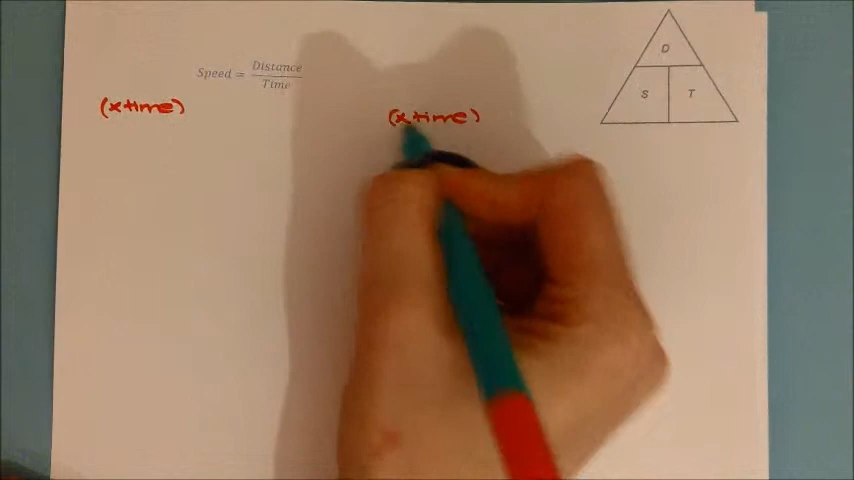 Speed = Distance / Time
(x time)
(x time)
D
S
T